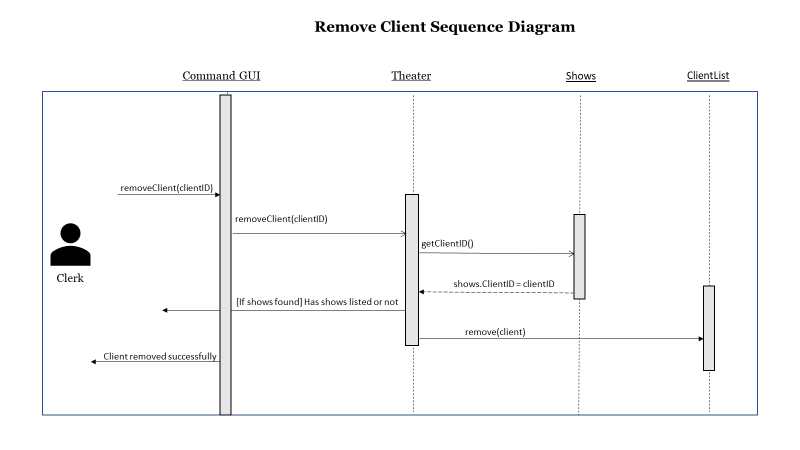 Remove Client Sequence Diagram
Command GUI
Theater
Shows
ClientList
removeClient(clientID)
removeClient(clientID)
getClientID()
Clerk
shows.ClientID = clientID
[If shows found] Has shows listed or not
remove(client)
Client removed successfully